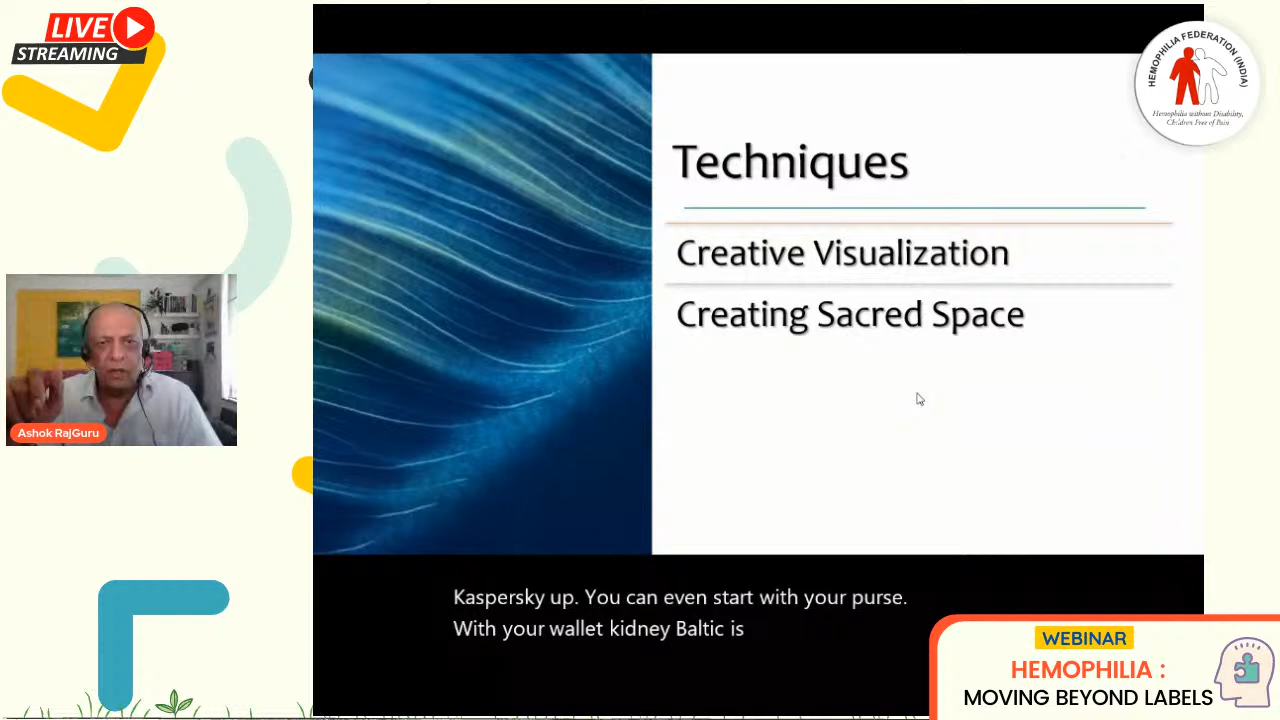 LIVE
STREAMING
HEMOPHILIA FEDERATION (INDIA)
Hemophilia without Disability,
Children Free of Pain
Techniques
Creative Visualization
Creating Sacred Space
Ashok RajGuru
Kaspersky up. You can even start with your purse.
With your wallet kidney Baltic is
WEBINAR
HEMOPHILIA :
MOVING BEYOND LABELS